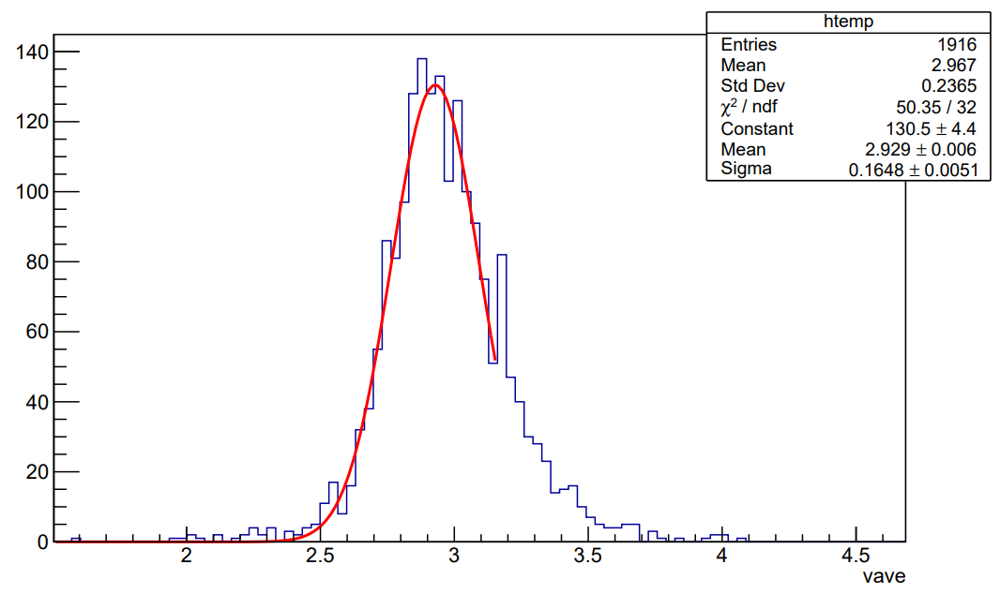 htemp
Entries 1916
Mean 2.967
Std Dev 0.2365
χ² / ndf 50.35 / 32
Constant 130.5 ± 4.4
Mean 2.929 ± 0.006
Sigma 0.1648 ± 0.0051
140
120
100
80
60
40
20
0
2 2.5 3 3.5 4 4.5
vave